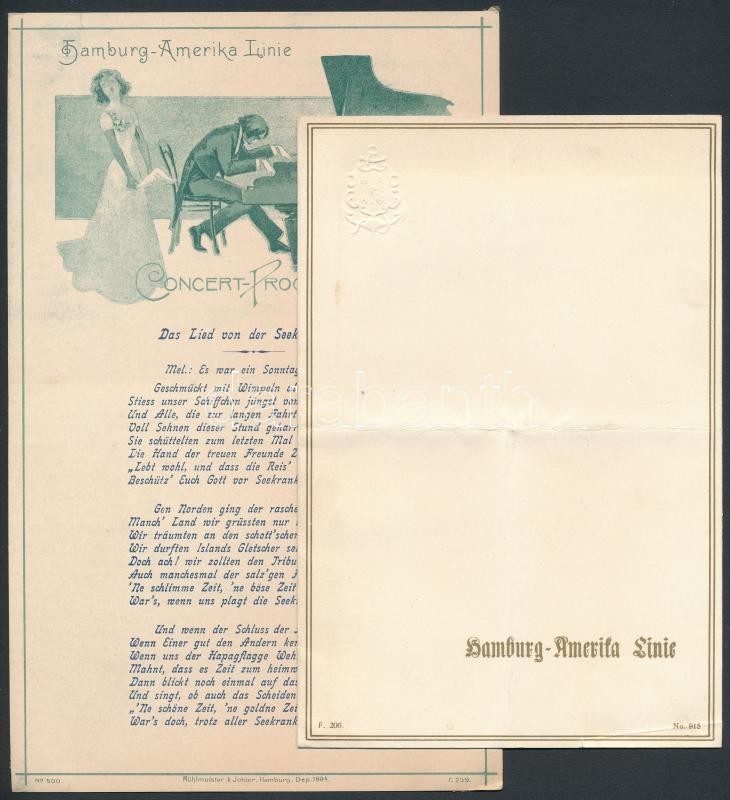 Hamburg-Amerika Linie
CONCERT-PROG
Das Lied von der Seek
Mel.: Es war ein Sonntag
Geschmückt mit Wimpeln
Stiess unser Schiffchen jüngst vom
Und Alle, die zur langen Fahrt
Voll Sehnen dieser Stund
Sie schüttelten zum letzten Mal
Die Hand der treuen Freunde Z
„Lebt wohl, und dass die Reis'
Beschütz' Euch Gott vor Seekrank
Gen Norden ging der rasche
Manch' Land wir grüssten nur
Wir träumten an den schott'schen
Wir durften Islands Gletscher se
Doch ach! wir zollten den Tribu
Auch manchesmal der salz'gen
'Ne schlimme Zeit, 'ne böse Zeit
War's, wenn uns plagt die Seek
Und wenn der Schluss der
Wenn Einer gut den Andern ken
Wenn uns der Hapagflagge Weh
Mahnt, dass es Zeit zum heimw
Dann blickt noch einmal auf das
Und singt, ob auch das Scheiden
„'Ne schöne Zeit, 'ne goldne Zeit
War's doch, trotz aller Seekrank
No 500.
Mühlmeister & Johler, Hamburg. Dep. 1894.
F. 239.
H. A.
P.
A. G.
Hamburg-Amerika Linie
F. 206.
No. 915
darabanth